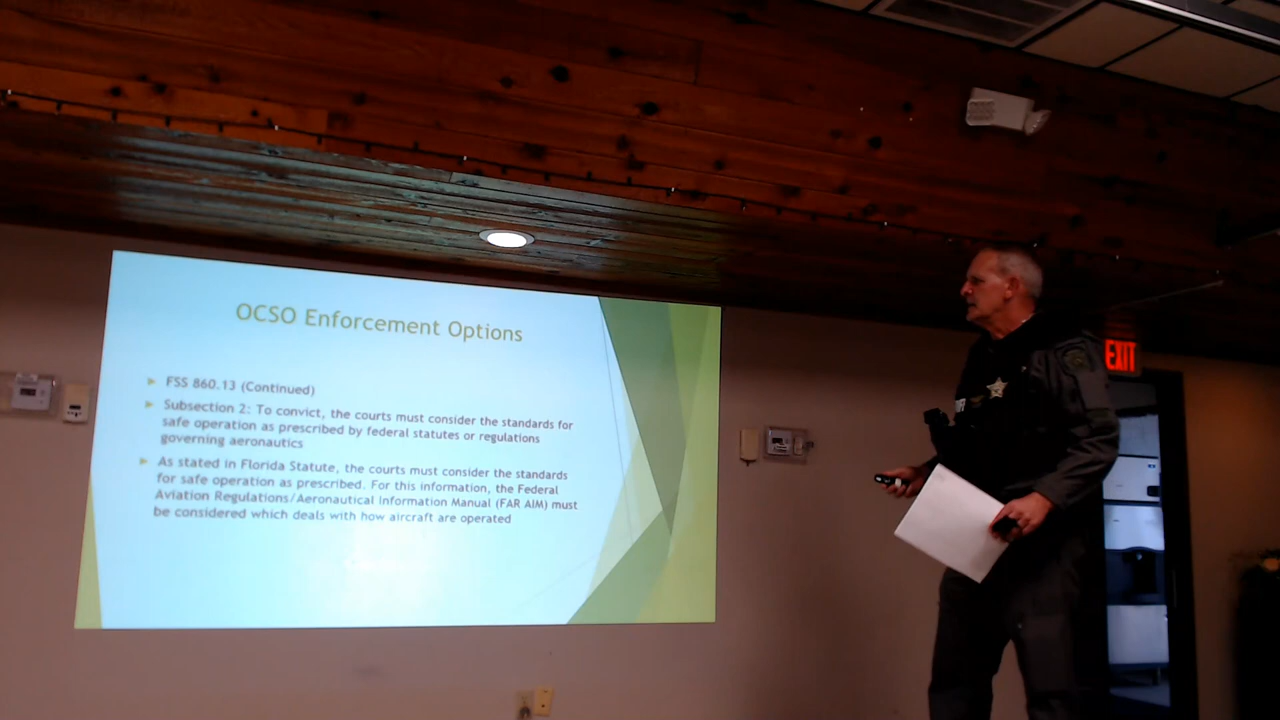 OCSO Enforcement Options
FSS 860.13 (Continued)
Subsection 2: To convict, the courts must consider the standards for
safe operation as prescribed by federal statutes or regulations
governing aeronautics
As stated in Florida Statute, the courts must consider the standards
for safe operation as prescribed. For this information, the Federal
Aviation Regulations/Aeronautical Information Manual (FAR AIM) must
be considered which deals with how aircraft are operated
EXIT